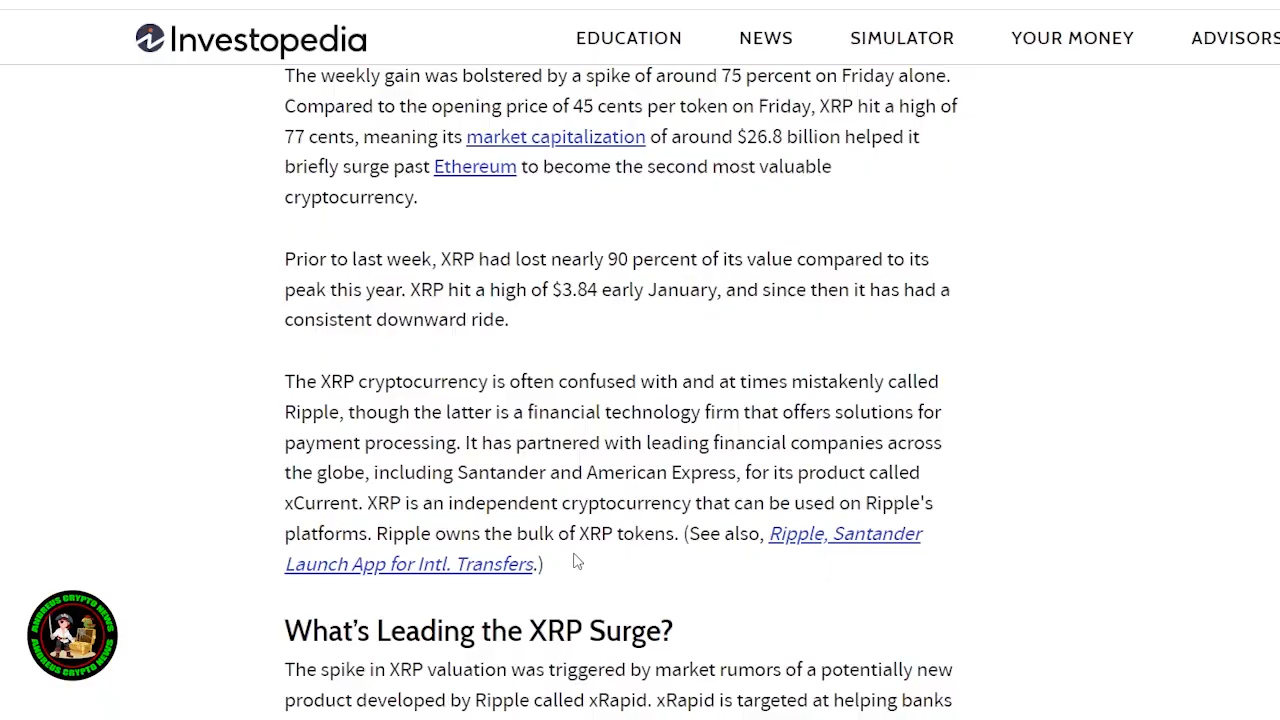 Investopedia
EDUCATION NEWS SIMULATOR YOUR MONEY ADVISORS
The weekly gain was bolstered by a spike of around 75 percent on Friday alone.
Compared to the opening price of 45 cents per token on Friday, XRP hit a high of
77 cents, meaning its market capitalization of around $26.8 billion helped it
briefly surge past Ethereum to become the second most valuable
cryptocurrency.
Prior to last week, XRP had lost nearly 90 percent of its value compared to its
peak this year. XRP hit a high of $3.84 early January, and since then it has had a
consistent downward ride.
The XRP cryptocurrency is often confused with and at times mistakenly called
Ripple, though the latter is a financial technology firm that offers solutions for
payment processing. It has partnered with leading financial companies across
the globe, including Santander and American Express, for its product called
xCurrent. XRP is an independent cryptocurrency that can be used on Ripple's
platforms. Ripple owns the bulk of XRP tokens. (See also, Ripple, Santander
Launch App for Intl. Transfers.)
What's Leading the XRP Surge?
The spike in XRP valuation was triggered by market rumors of a potentially new
product developed by Ripple called xRapid. xRapid is targeted at helping banks
ANDREUS CRYPTO NEWS
ANDREUS CRYPTO NEWS